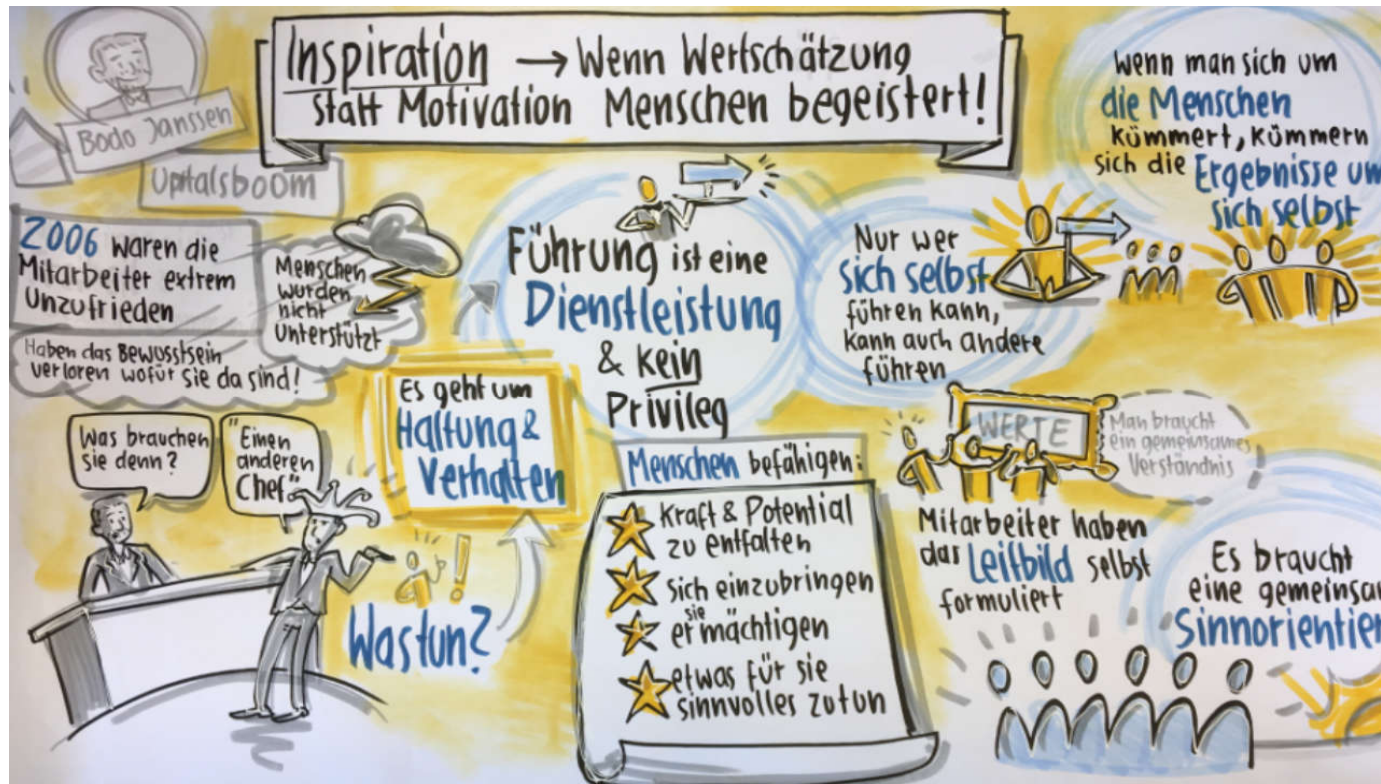 Inspiration → Wenn Wertschätzung
statt Motivation Menschen begeistert!
Bodo Janssen
Upstalsboom
2006 waren die
Mitarbeiter extrem
Unzufrieden
Menschen
wurden
nicht
Unterstützt
Haben das Bewusstsein
verloren wofür sie da sind!
Was brauchen
sie denn?
"Einen
anderen
Chef"
Was tun?
Es geht um
Haltung &
Verhalten
Führung ist eine
Dienstleistung
& kein
Privileg
Menschen befähigen:
Kraft & Potential
zu entfalten
sich einzubringen
sie
ermächtigen
etwas für sie
sinnvolles zutun
Nur wer
sich selbst
führen kann,
kann auch andere
führen
wenn man sich um
die Menschen
kümmert, kümmern
sich die Ergebnisse um
sich selbst
WERTE
Man braucht
ein gemeinsames
Verständnis
Mitarbeiter haben
das Leitbild selbst
formuliert
Es braucht
eine gemeinsa
Sinnorientier